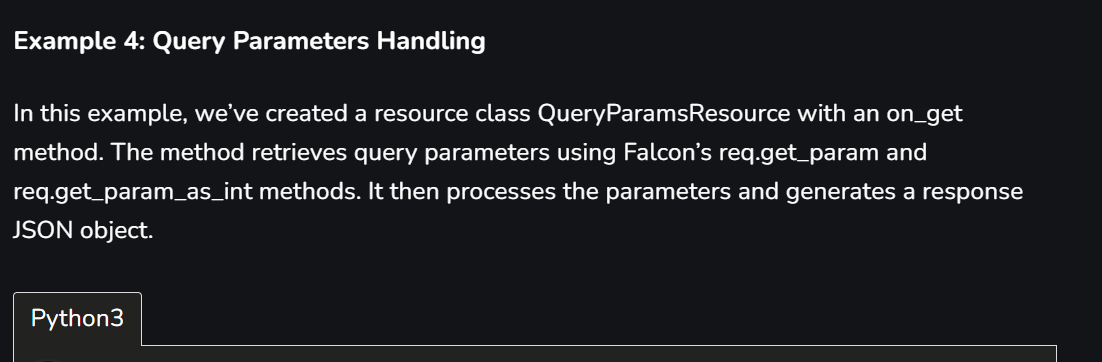 Example 4: Query Parameters Handling
In this example, we’ve created a resource class QueryParamsResource with an on_get
method. The method retrieves query parameters using Falcon’s req.get_param and
req.get_param_as_int methods. It then processes the parameters and generates a response
JSON object.
Python3